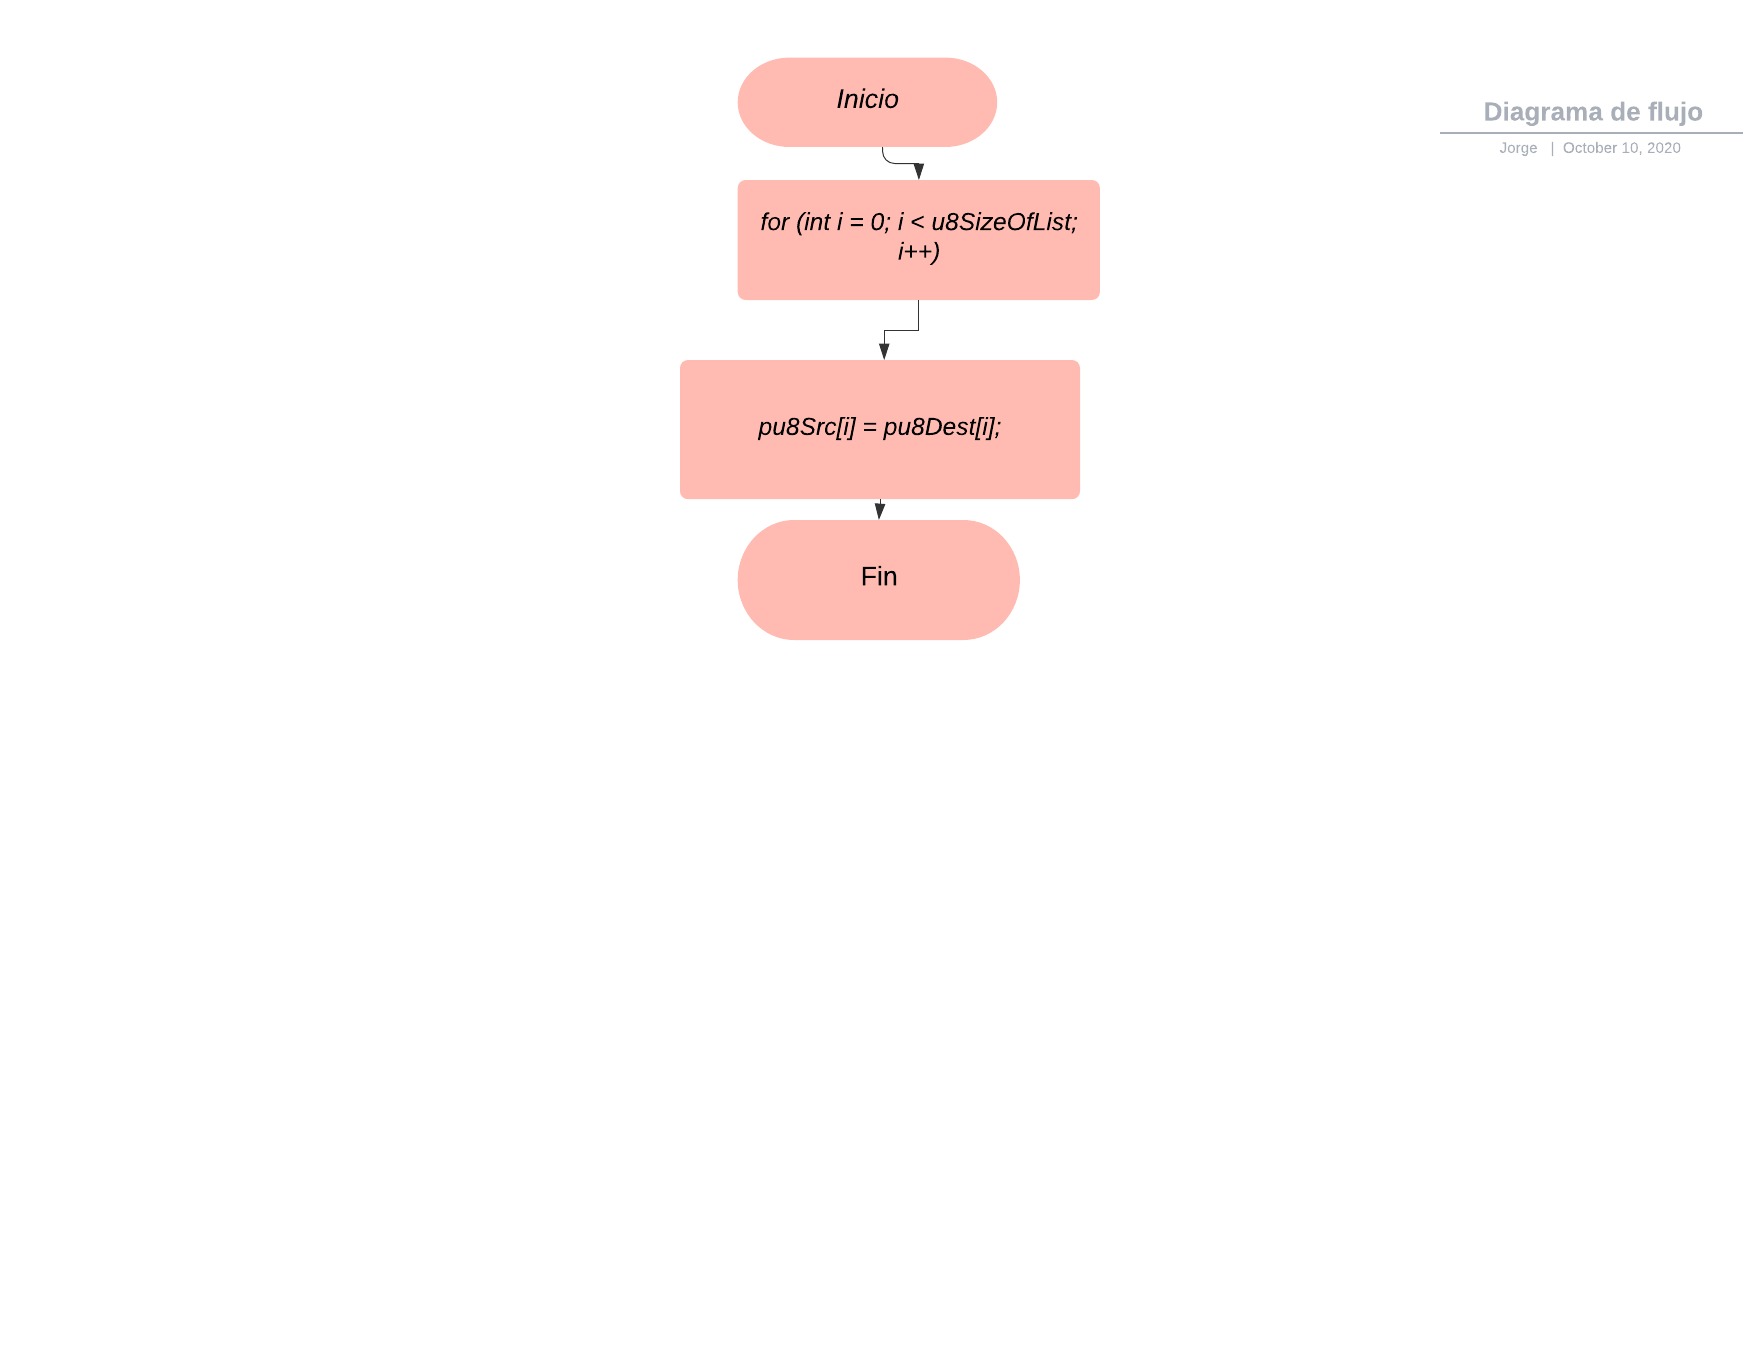 Inicio
Diagrama de flujo
Jorge | October 10, 2020
for (int i = 0; i < u8SizeOfList;
i++)
pu8Src[i] = pu8Dest[i];
Fin